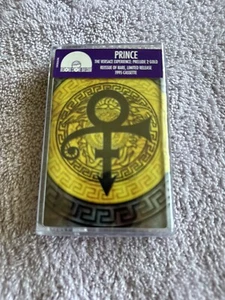 PRINCE
THE VERSACE EXPERIENCE: PRELUDE 2 GOLD
REISSUE OF RARE, LIMITED-RELEASE
1995 CASSETTE